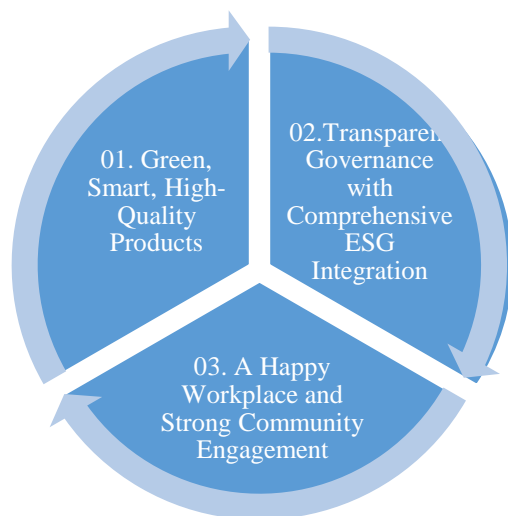 01. Green,
Smart, High-
Quality
Products
02.Transparen
Governance
with
Comprehensive
ESG
Integration
03. A Happy
Workplace and
Strong Community
Engagement